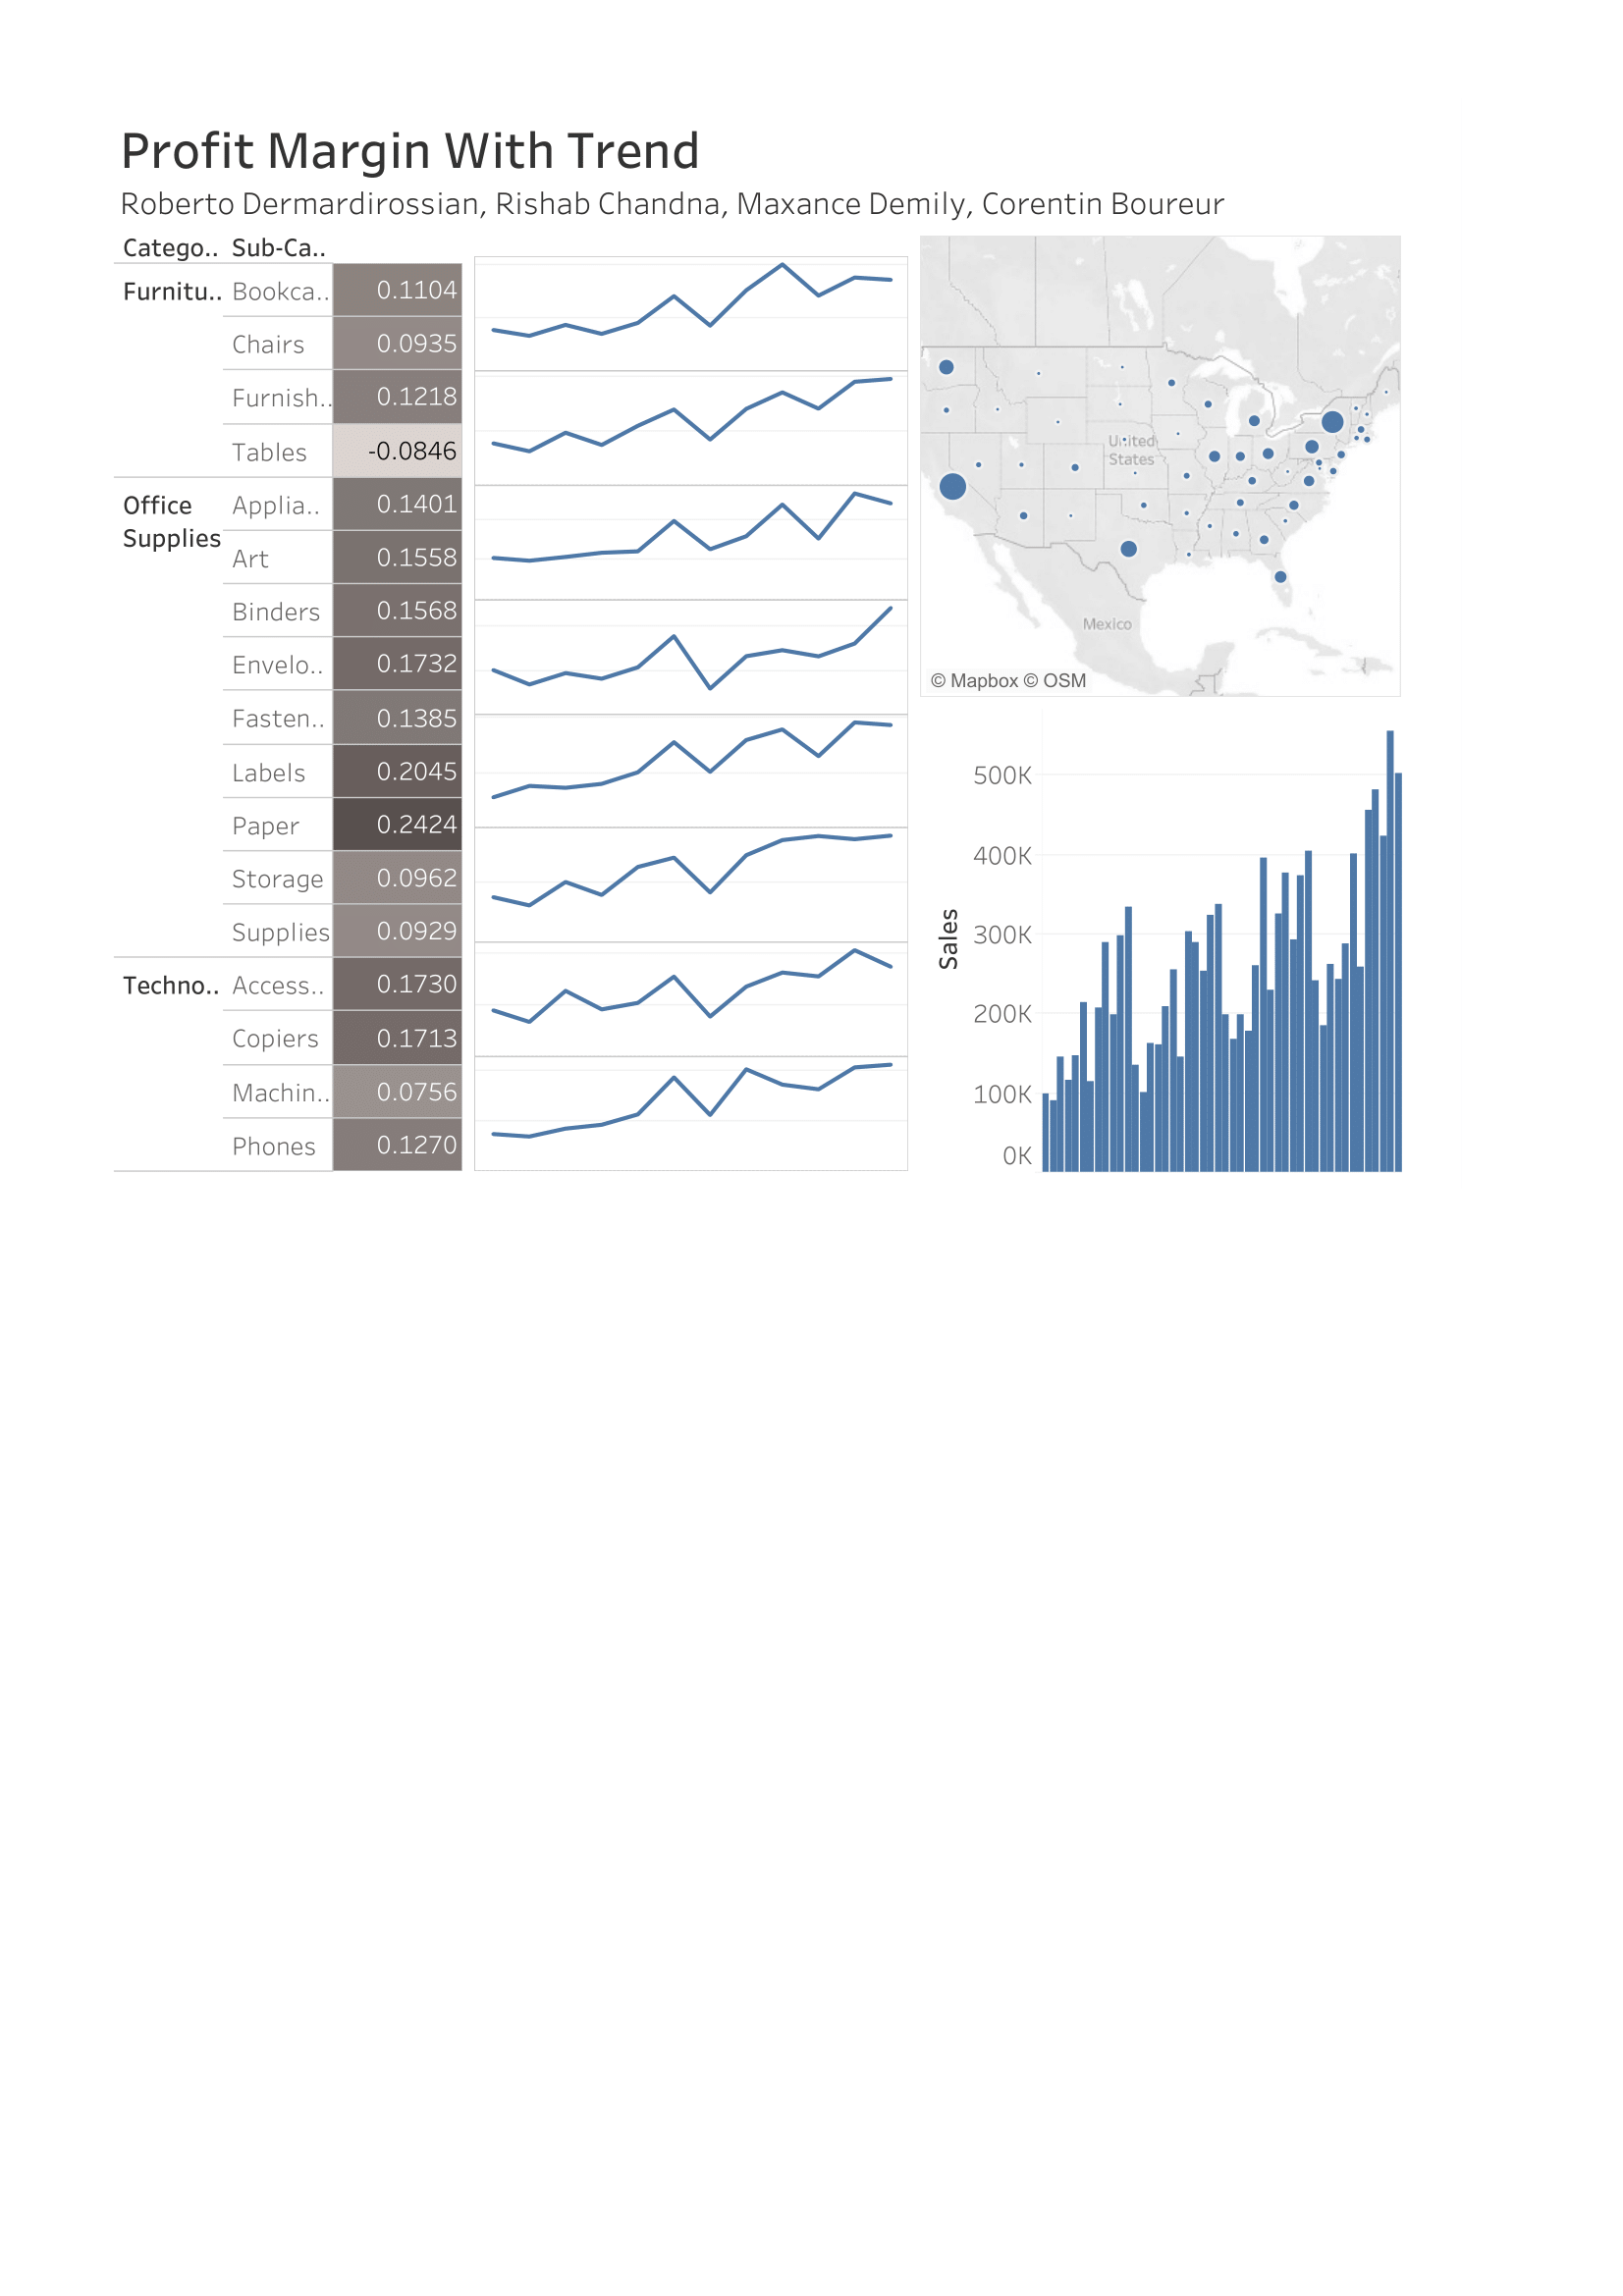 Profit Margin With Trend
Roberto Dermardirossian, Rishab Chandna, Maxance Demily, Corentin Boureur
Catego.. Sub-Ca..
Furnitu.. Bookca.. 0.1104
Chairs 0.0935
Furnish.. 0.1218
Tables -0.0846
Office Supplies Applia.. 0.1401
Art 0.1558
Binders 0.1568
Envelo.. 0.1732
Fasten.. 0.1385
Labels 0.2045
Paper 0.2424
Storage 0.0962
Supplies 0.0929
Techno.. Access.. 0.1730
Copiers 0.1713
Machin.. 0.0756
Phones 0.1270
United
States
Mexico
© Mapbox © OSM
500K
400K
300K
200K
100K
0K
Sales